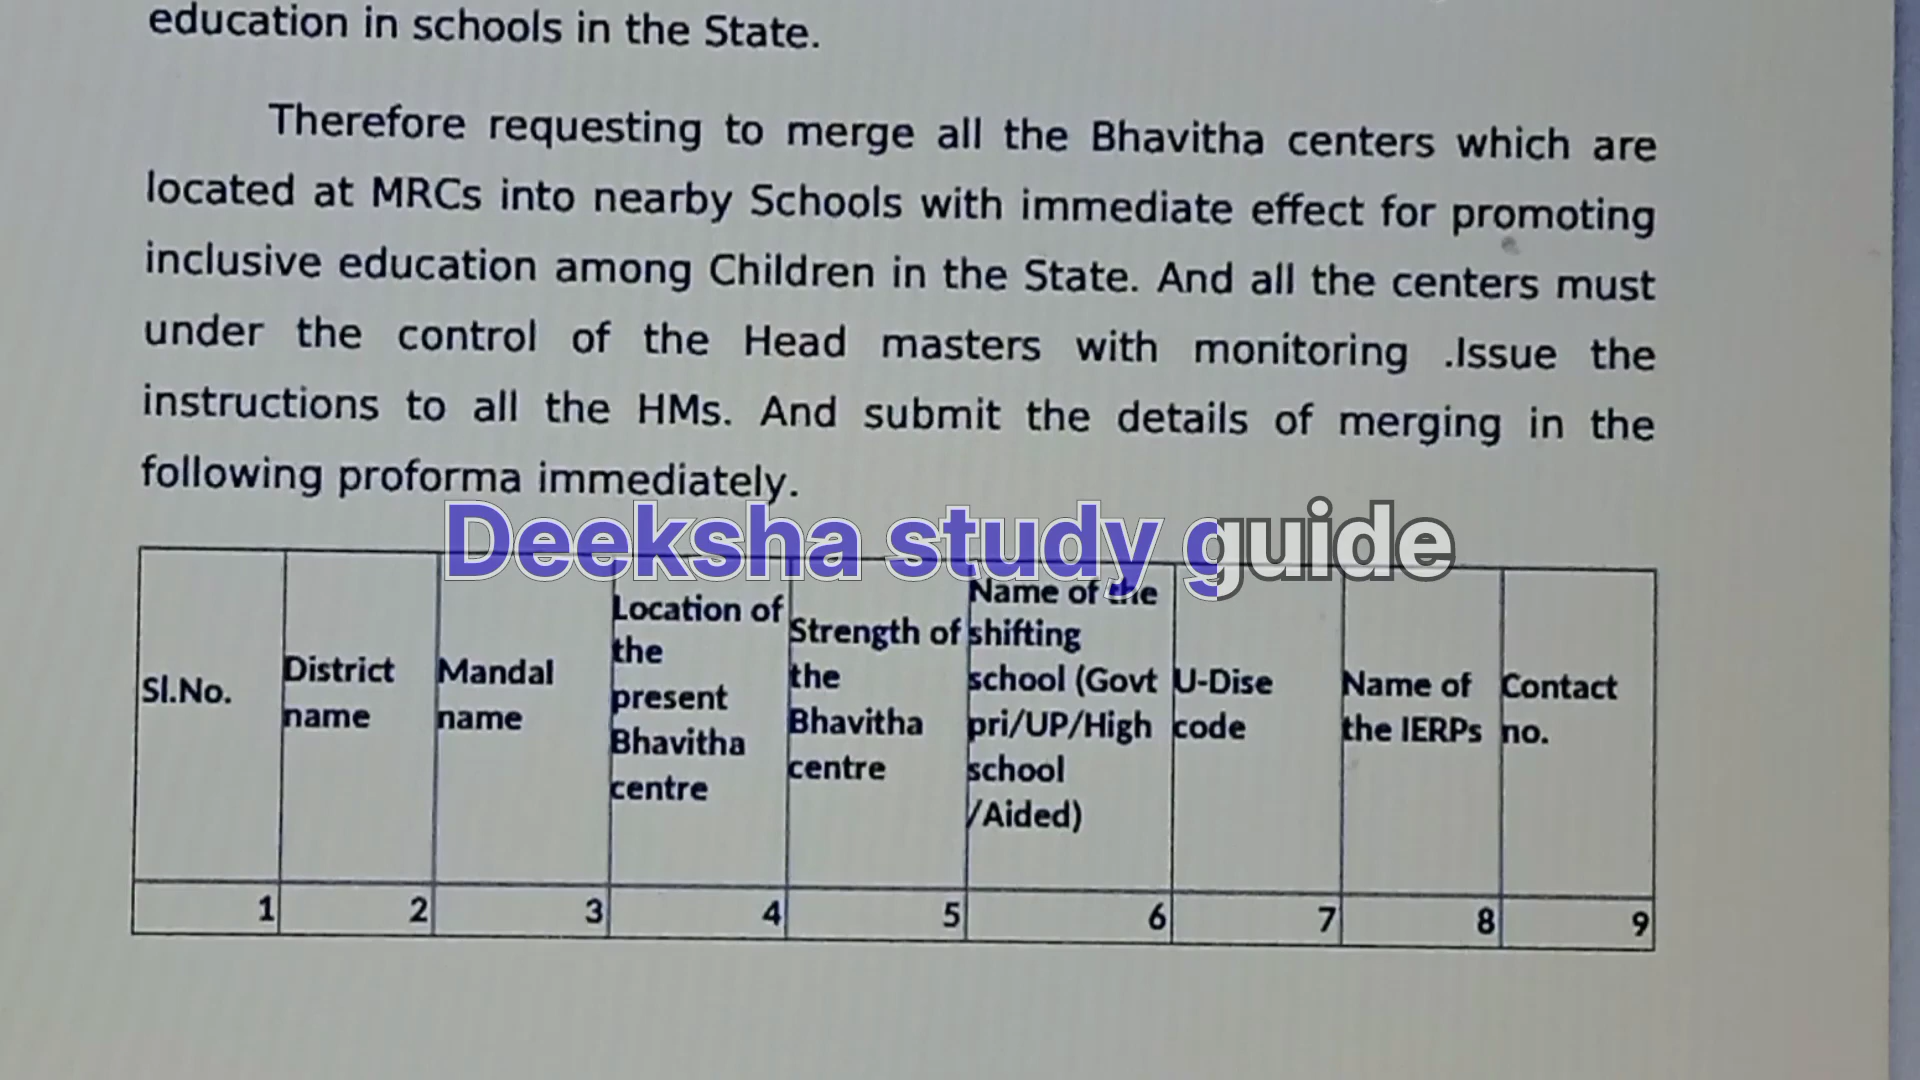 education in schools in the State.
Therefore requesting to merge all the Bhavitha centers which are
located at MRCs into nearby Schools with immediate effect for promoting
inclusive education among Children in the State. And all the centers must
under the control of the Head masters with monitoring .Issue the
instructions to all the HMs. And submit the details of merging in the
following proforma immediately.
Deeksha study guide
Sl.No.
District
name
Mandal
name
Location of
the
present
Bhavitha
centre
Strength of
the
Bhavitha
centre
Name of the
shifting
school (Govt
pri/UP/High
school
/Aided)
U-Dise
code
Name of
the IERPs
Contact
no.
1 2 3 4 5 6 7 8 9